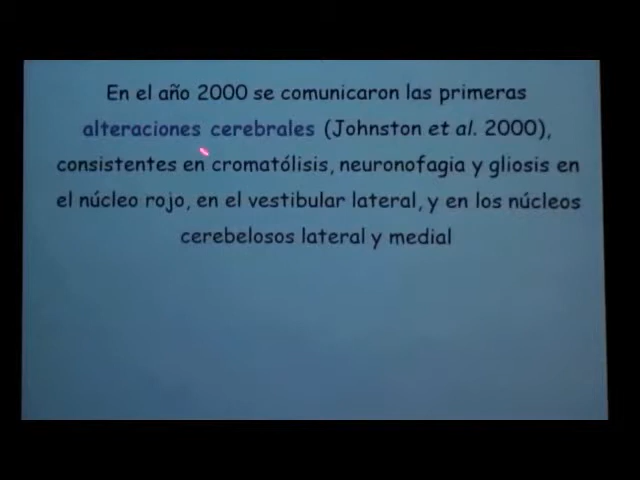 En el año 2000 se comunicaron las primeras
alteraciones cerebrales (Johnston et al. 2000),
consistentes en cromatólisis, neuronofagia y gliosis en
el núcleo rojo, en el vestibular lateral, y en los núcleos
cerebelosos lateral y medial